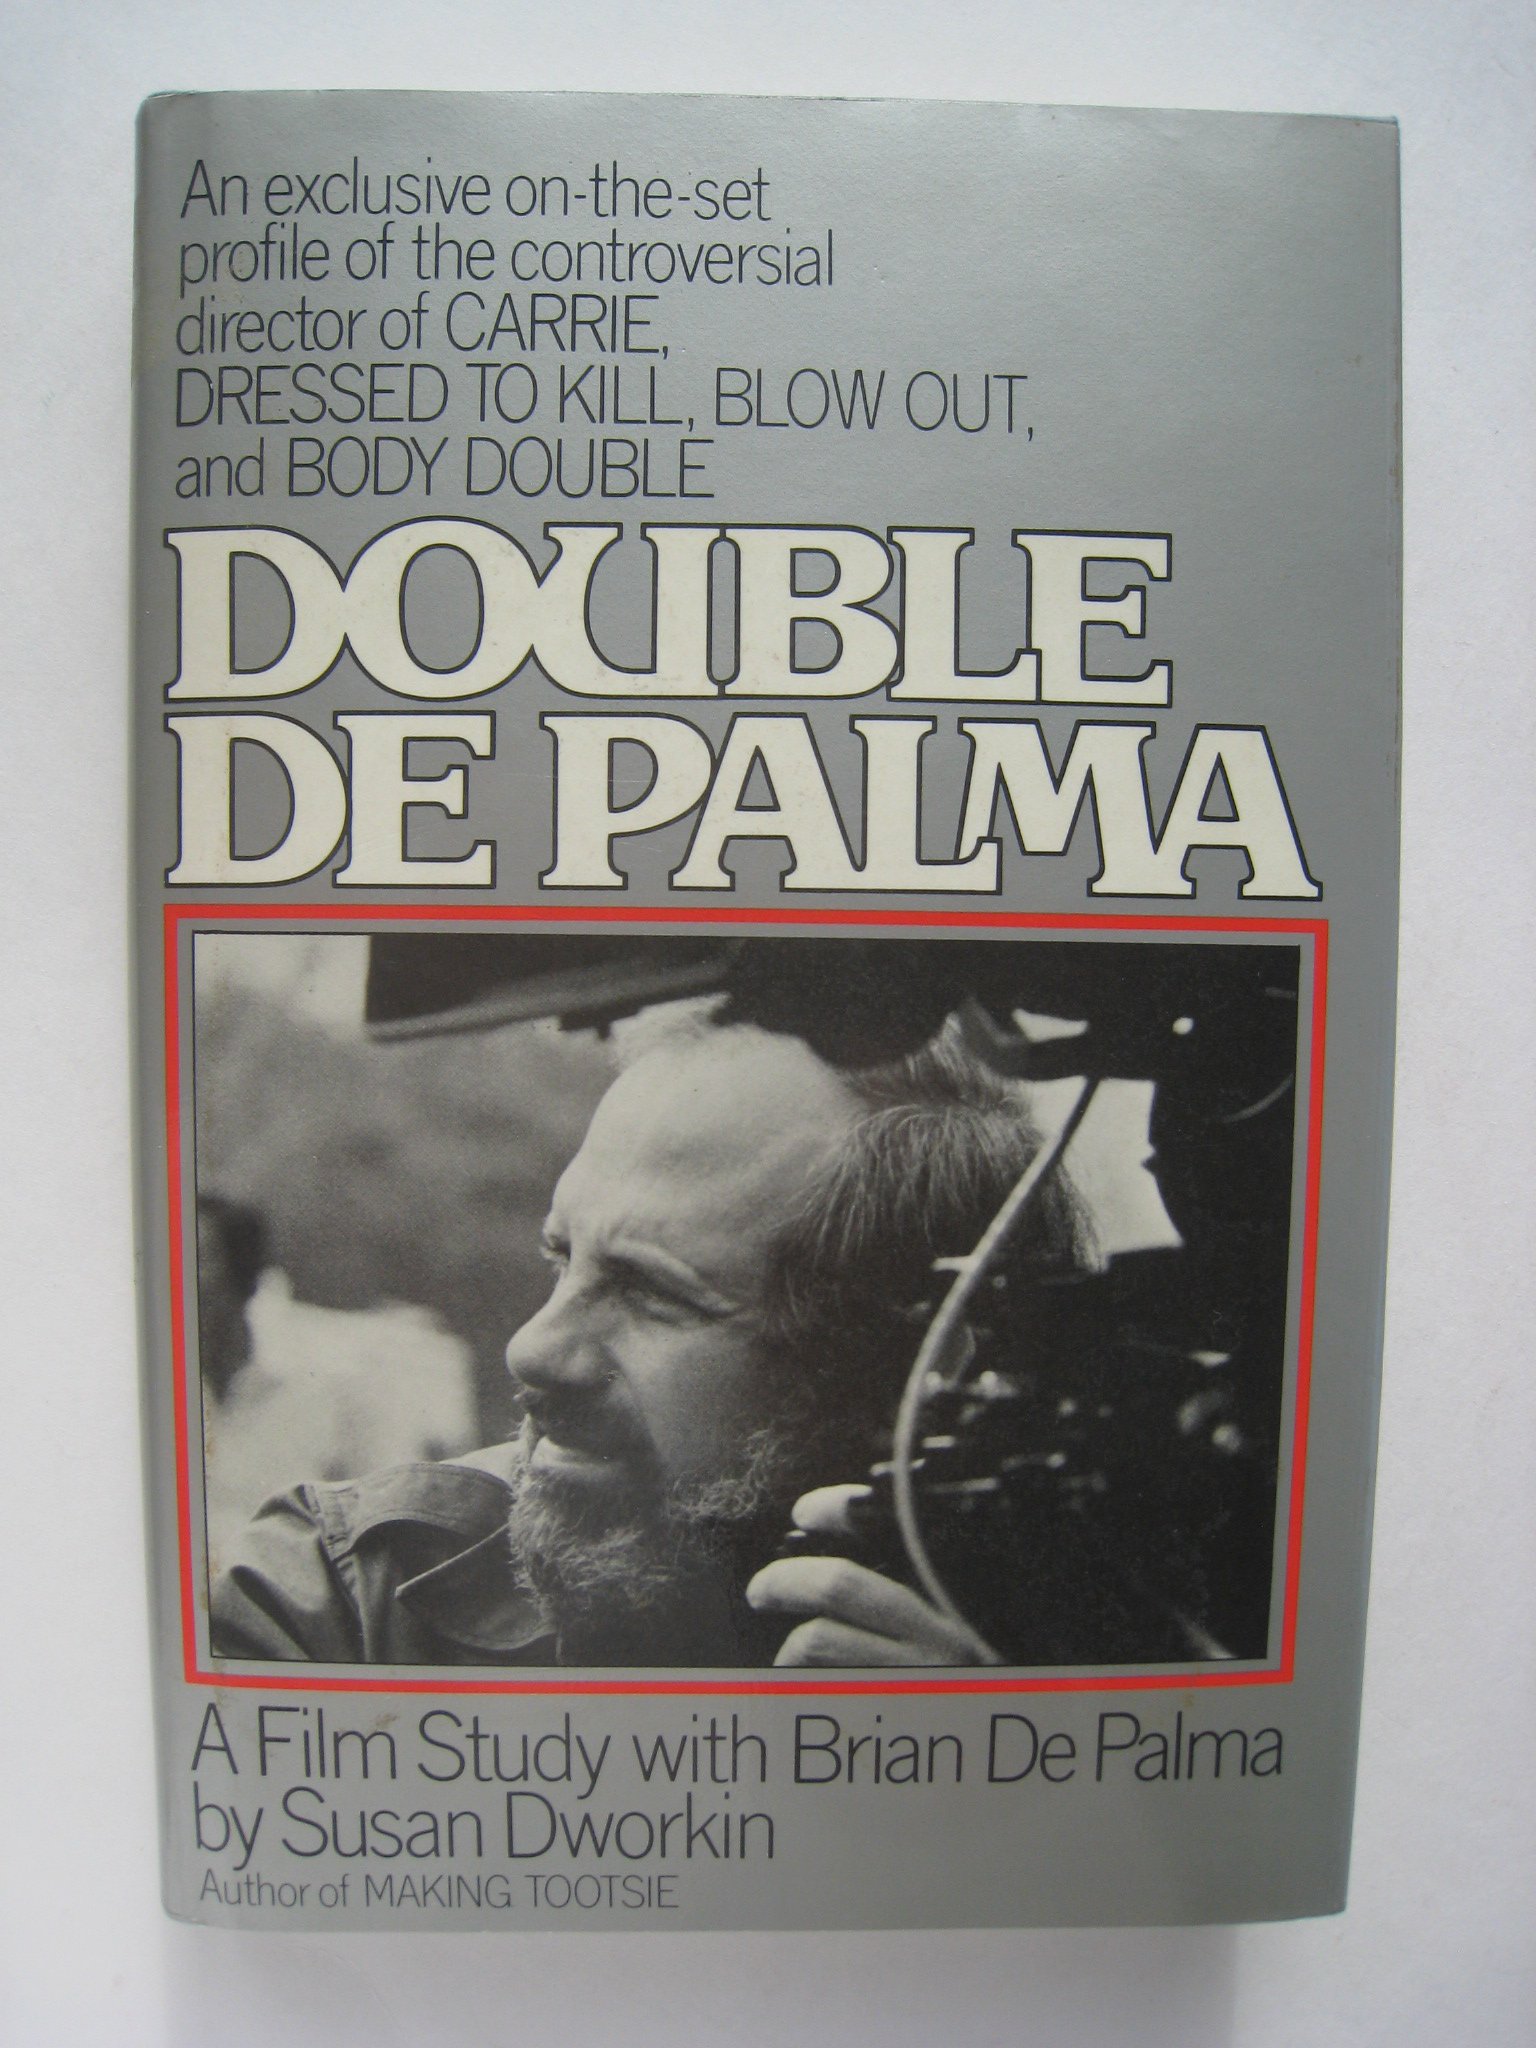 An exclusive on-the-set
profile of the controversial
director of CARRIE,
DRESSED TO KILL, BLOW OUT,
and BODY DOUBLE
DOUBLE
DE PALMA
A Film Study with Brian De Palma
by Susan Dworkin
Author of MAKING TOOTSIE